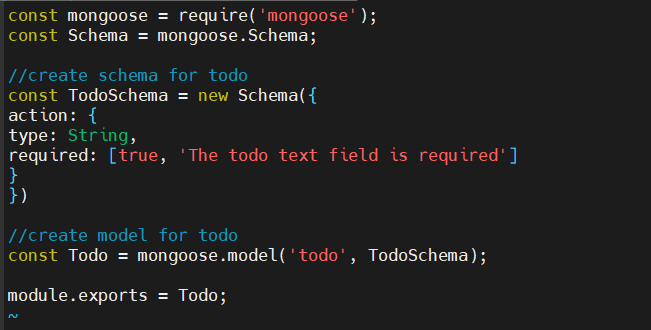 const mongoose = require('mongoose');
const Schema = mongoose.Schema;

//create schema for todo
const TodoSchema = new Schema({
action: {
type: String,
required: [true, 'The todo text field is required']
}
})

//create model for todo
const Todo = mongoose.model('todo', TodoSchema);

module.exports = Todo;
~